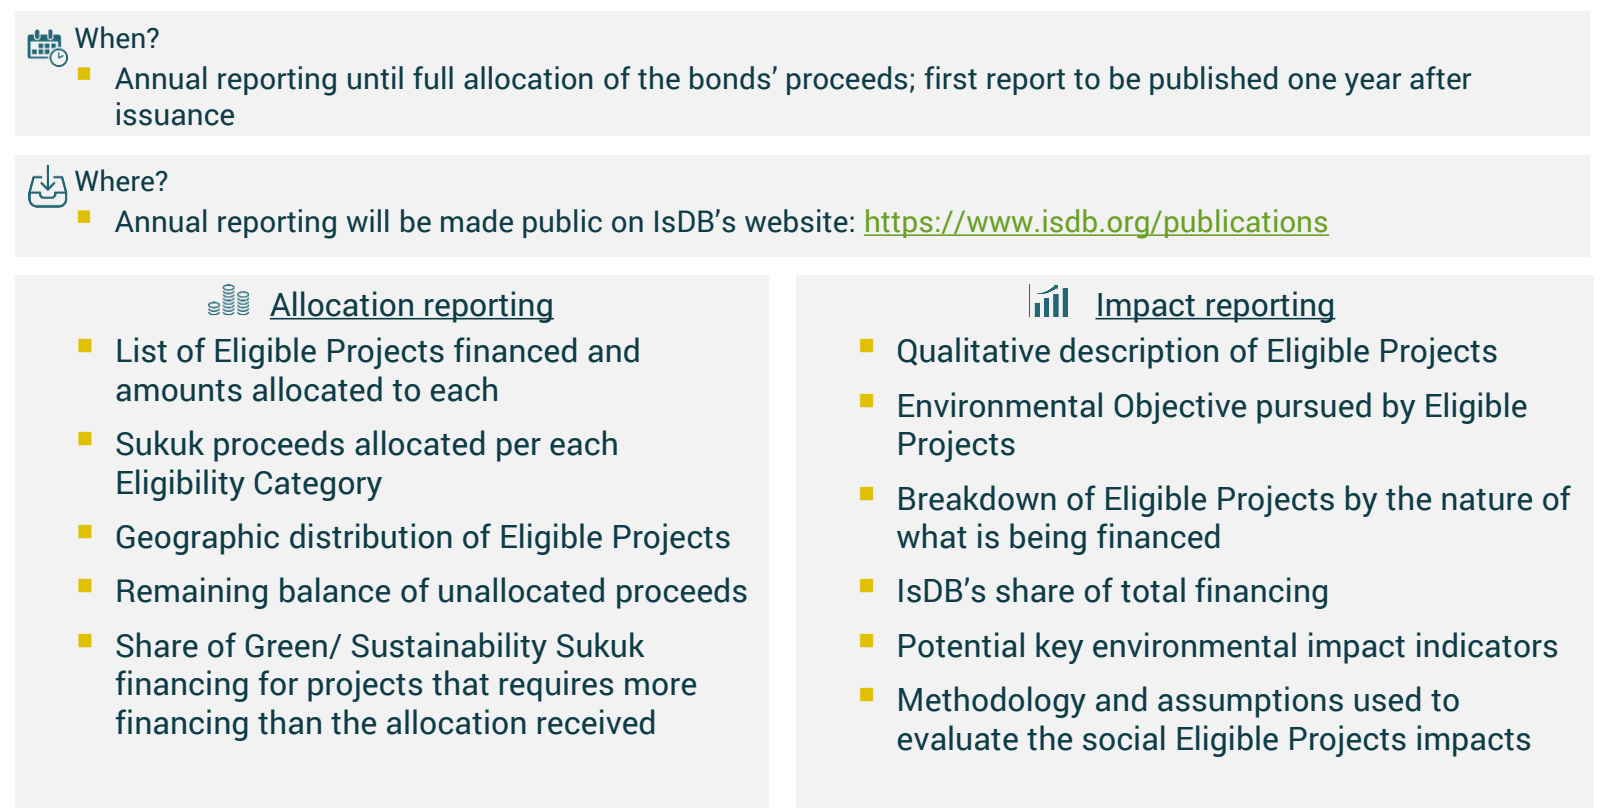 When?
Annual reporting until full allocation of the bonds’ proceeds; first report to be published one year after
issuance
Where?
Annual reporting will be made public on IsDB’s website: https://www.isdb.org/publications
Allocation reporting
List of Eligible Projects financed and
amounts allocated to each
Sukuk proceeds allocated per each
Eligibility Category
Geographic distribution of Eligible Projects
Remaining balance of unallocated proceeds
Share of Green/ Sustainability Sukuk
financing for projects that requires more
financing than the allocation received
Impact reporting
Qualitative description of Eligible Projects
Environmental Objective pursued by Eligible
Projects
Breakdown of Eligible Projects by the nature of
what is being financed
IsDB’s share of total financing
Potential key environmental impact indicators
Methodology and assumptions used to
evaluate the social Eligible Projects impacts